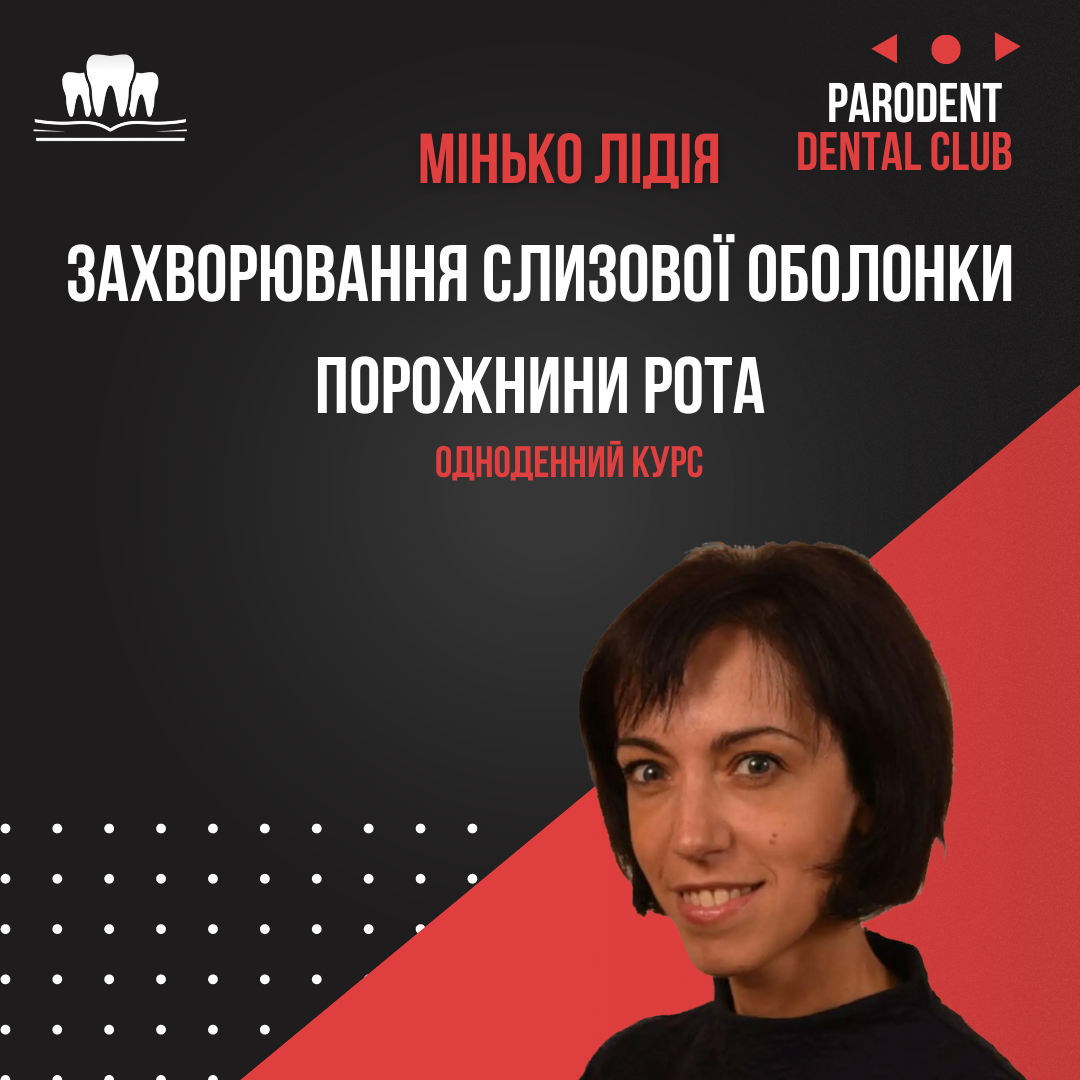 PARODENT
DENTAL CLUB
МІНЬКО ЛІДІЯ
ЗАХВОРЮВАННЯ СЛИЗОВОЇ ОБОЛОНКИ
ПОРОЖНИНИ РОТА
ОДНОДЕННИЙ КУРС